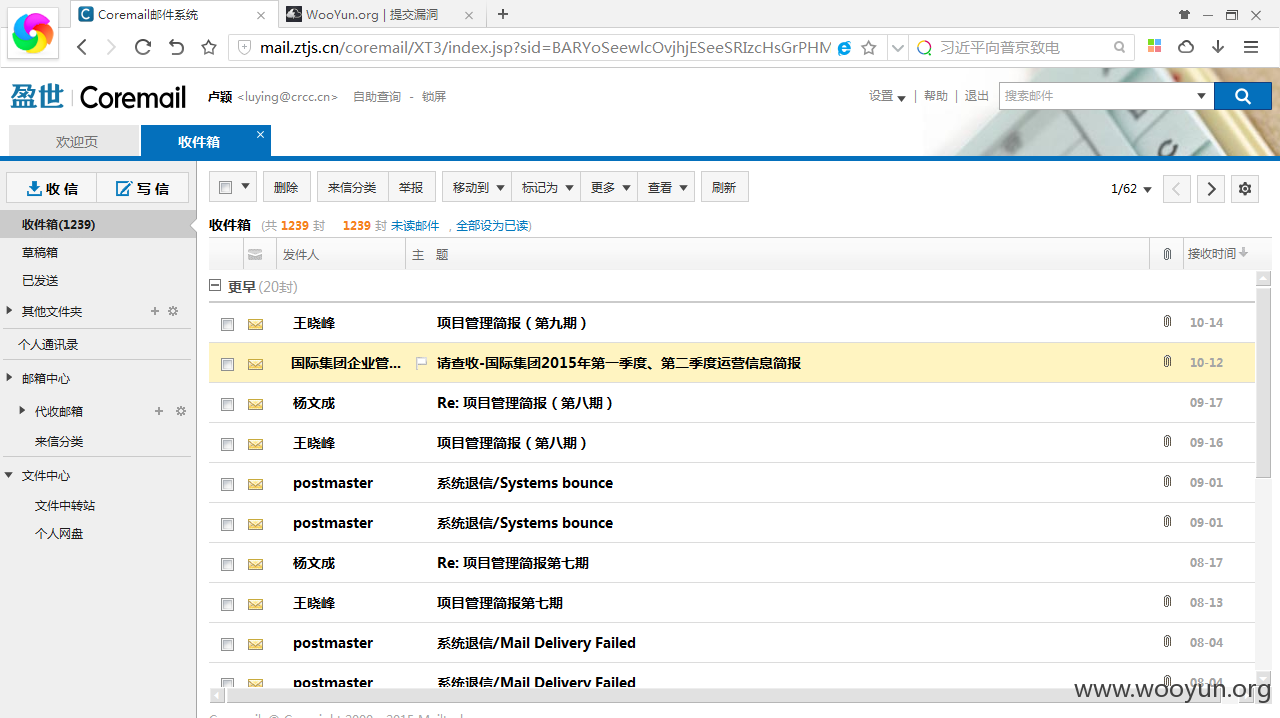 Coremail邮件系统
WooYun.org | 提交漏洞
mail.ztjs.cn/coremail/XT3/index.jsp?sid=BARYoSeewlcOvjhjESeeSRIzcHsGrPHM
习近平向普京致电
盈世 Coremail
卢颖 <luying@crcc.cn> 自助查询 - 锁屏
设置 | 帮助 | 退出
搜索邮件
欢迎页
收件箱
收信
写信
删除
来信分类
举报
移动到
标记为
更多
查看
刷新
1/62
收件箱(1239)
草稿箱
已发送
其他文件夹
个人通讯录
邮箱中心
代收邮箱
来信分类
文件中心
文件中转站
个人网盘
收件箱 (共 1239 封 1239 封 未读邮件 , 全部设为已读)
发件人 主 题 接收时间
更早(20封)
王晓峰 项目管理简报（第九期） 10-14
国际集团企业管... 请查收-国际集团2015年第一季度、第二季度运营信息简报 10-12
杨文成 Re: 项目管理简报（第八期） 09-17
王晓峰 项目管理简报（第八期） 09-16
postmaster 系统退信/Systems bounce 09-01
postmaster 系统退信/Systems bounce 09-01
杨文成 Re: 项目管理简报第七期 08-17
王晓峰 项目管理简报第七期 08-13
postmaster 系统退信/Mail Delivery Failed 08-04
postmaster 系统退信/Mail Delivery Failed 08-04
www.wooyun.org